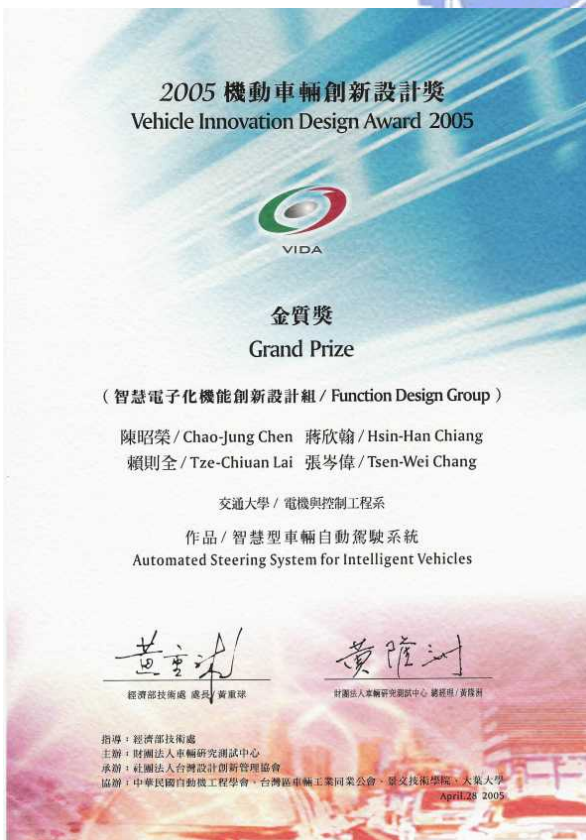 2005 機動車輛創新設計獎
Vehicle Innovation Design Award 2005
VIDA
金質獎
Grand Prize
（智慧電子化機能創新設計組 / Function Design Group）
陳昭榮 / Chao-Jung Chen 蔣欣翰 / Hsin-Han Chiang
賴則全 / Tze-Chiuan Lai 張岑偉 / Tsen-Wei Chang
交通大學 / 電機與控制工程系
作品 / 智慧型車輛自動駕駛系統
Automated Steering System for Intelligent Vehicles
黃重球 黃隆洲
經濟部技術處 處長 / 黃重球 財團法人車輛研究測試中心 總經理 / 黃隆洲
指導：經濟部技術處
主辦：財團法人車輛研究測試中心
承辦：社團法人台灣設計創新管理協會
協辦：中華民國自動機工程學會、台灣區車輛工業同業公會、景文技術學院、大葉大學
April.28 2005